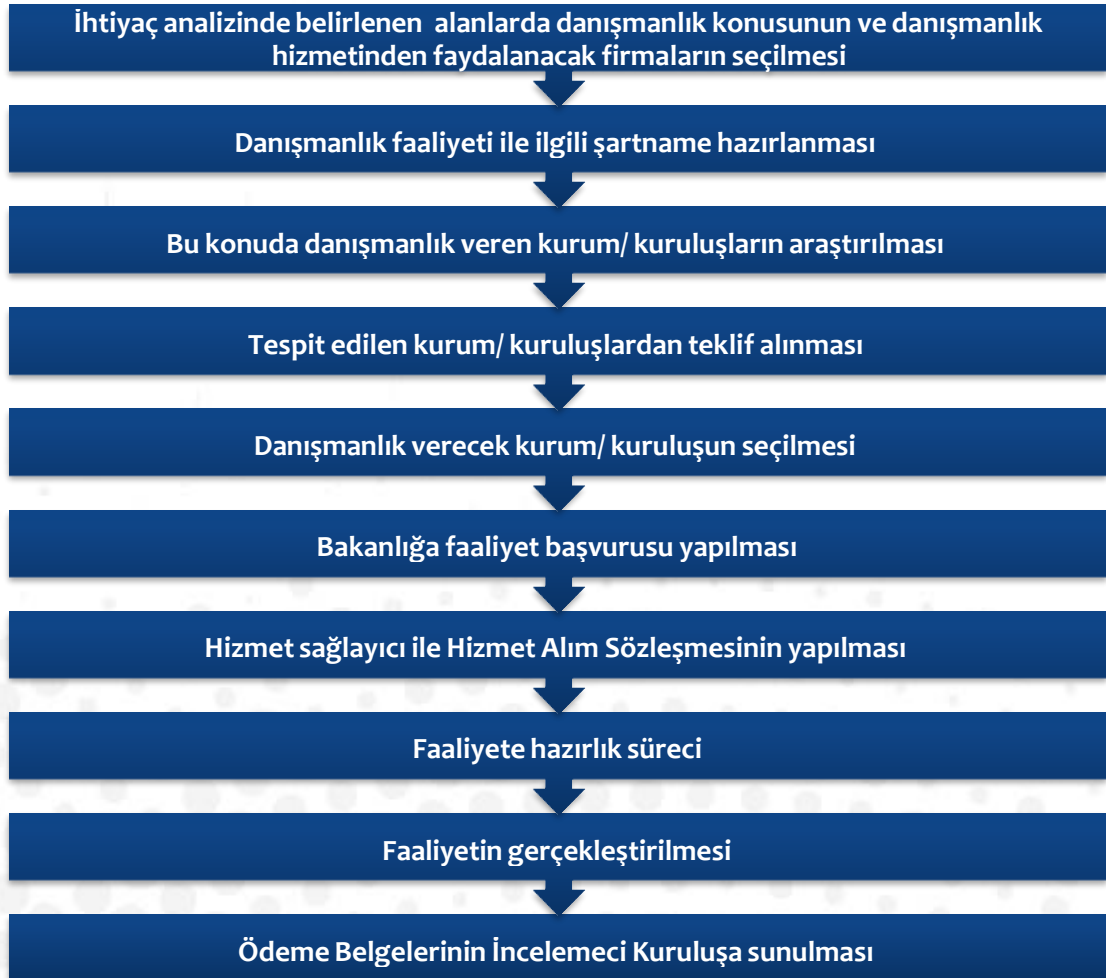 İhtiyaç analizinde belirlenen  alanlarda danışmanlık konusunun ve danışmanlık
hizmetinden faydalanacak firmaların seçilmesi
Danışmanlık faaliyeti ile ilgili şartname hazırlanması
Bu konuda danışmanlık veren kurum/ kuruluşların araştırılması
Tespit edilen kurum/ kuruluşlardan teklif alınması
Danışmanlık verecek kurum/ kuruluşun seçilmesi
Bakanlığa faaliyet başvurusu yapılması
Hizmet sağlayıcı ile Hizmet Alım Sözleşmesinin yapılması
Faaliyete hazırlık süreci
Faaliyetin gerçekleştirilmesi
Ödeme Belgelerinin İncelemeci Kuruluşa sunulması